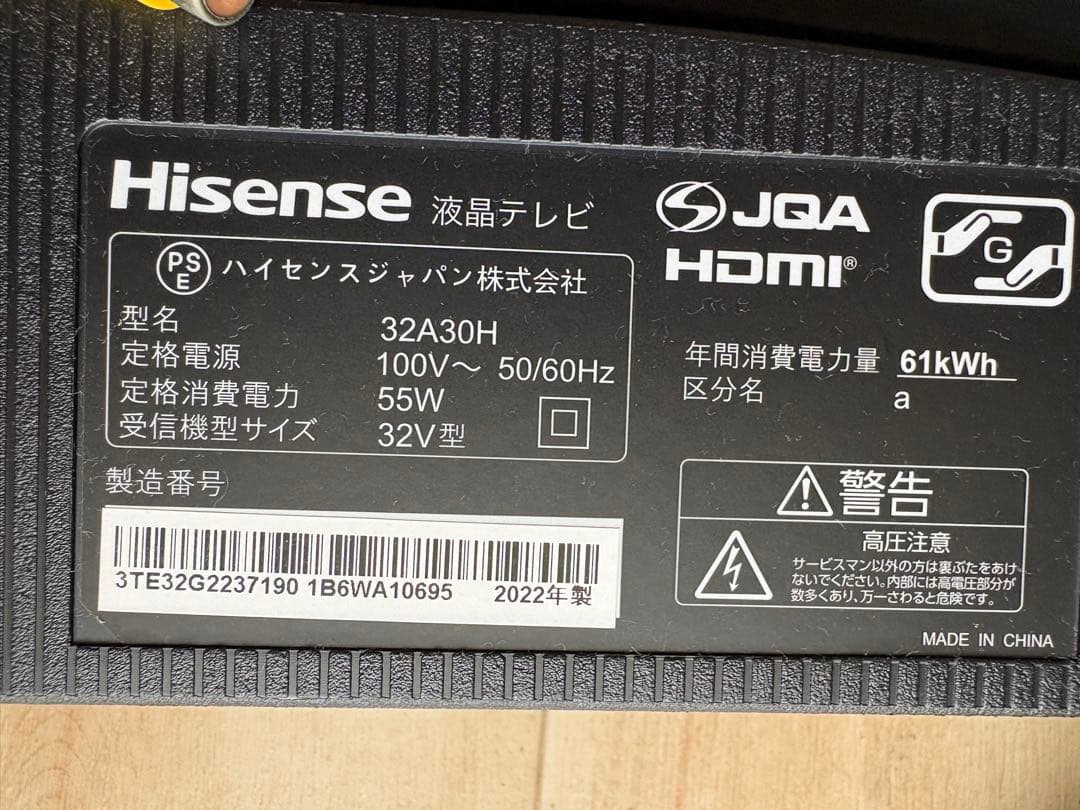 Hisense 液晶テレビ
PSE ハイセンスジャパン株式会社
型名 32A30H
定格電源 100V～ 50/60Hz
定格消費電力 55W
受信機型サイズ 32V型
製造番号
3TE32G2237190 1B6WA10695 2022年製
JQA
HDMI®
G
年間消費電力量 61kWh
区分名 a
警告
高圧注意
サービスマン以外の方は裏ぶたをあけ
ないでください。内部には高電圧部分が
数多くあり、万一さわると危険です。
MADE IN CHINA